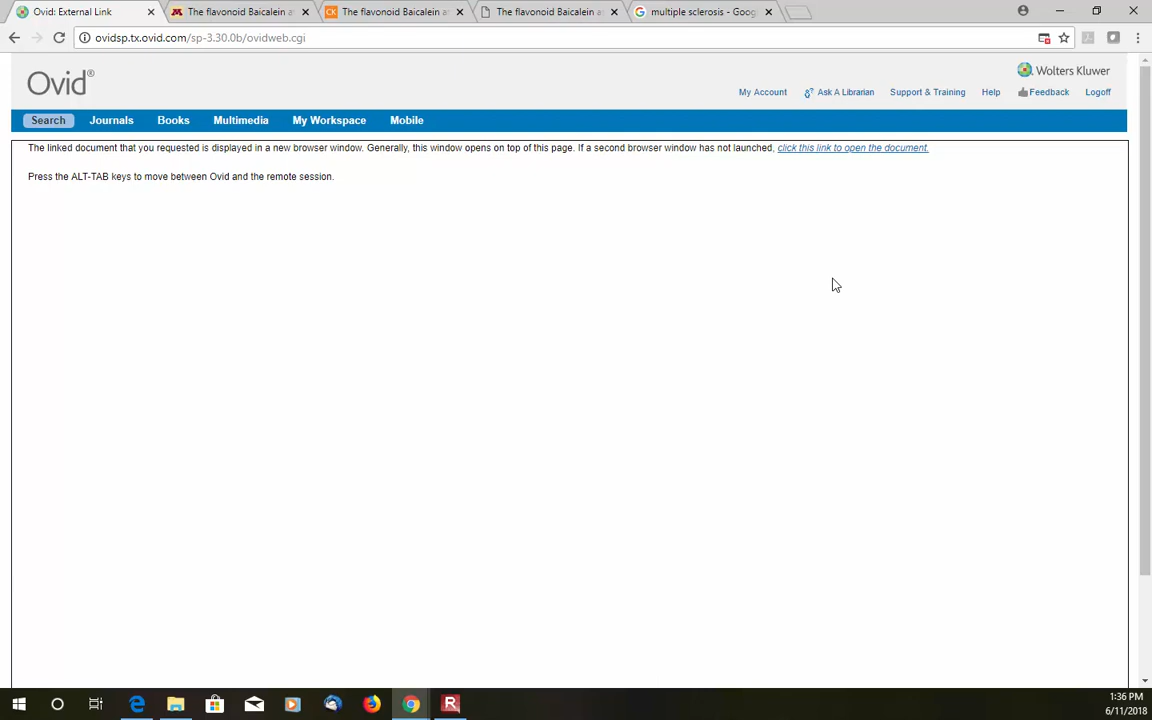 Ovid: External Link
The flavonoid Baicalein a
The flavonoid Baicalein a
The flavonoid Baicalein a
multiple sclerosis - Goog
ovidsp.tx.ovid.com/sp-3.30.0b/ovidweb.cgi
Ovid®
Wolters Kluwer
My Account Ask A Librarian Support & Training Help Feedback Logoff
Search Journals Books Multimedia My Workspace Mobile
The linked document that you requested is displayed in a new browser window. Generally, this window opens on top of this page. If a second browser window has not launched, click this link to open the document.
Press the ALT-TAB keys to move between Ovid and the remote session.
1:36 PM
6/11/2018